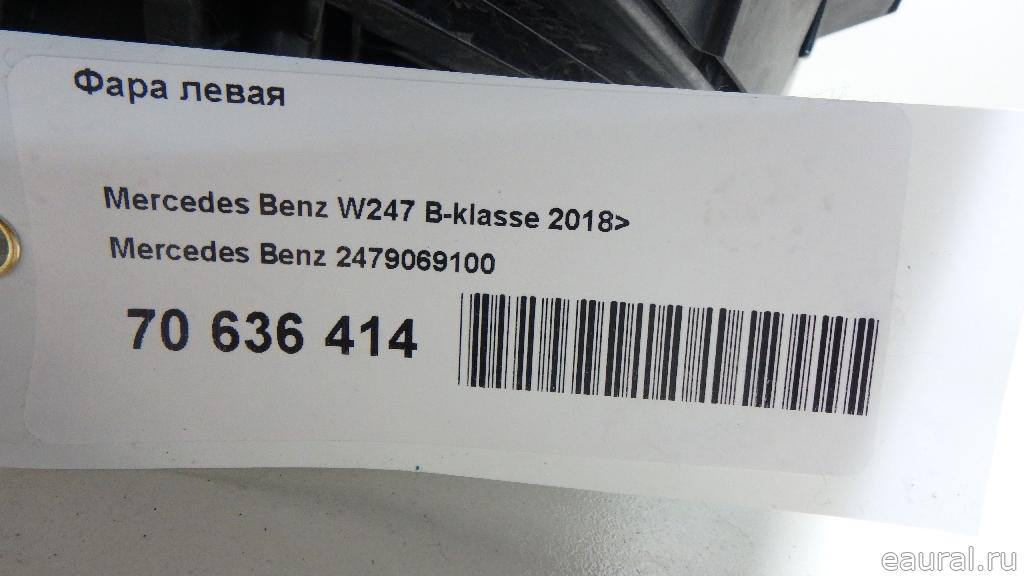 Фара левая
Mercedes Benz W247 B-klasse 2018>
Mercedes Benz 2479069100
70 636 414
eaural.ru